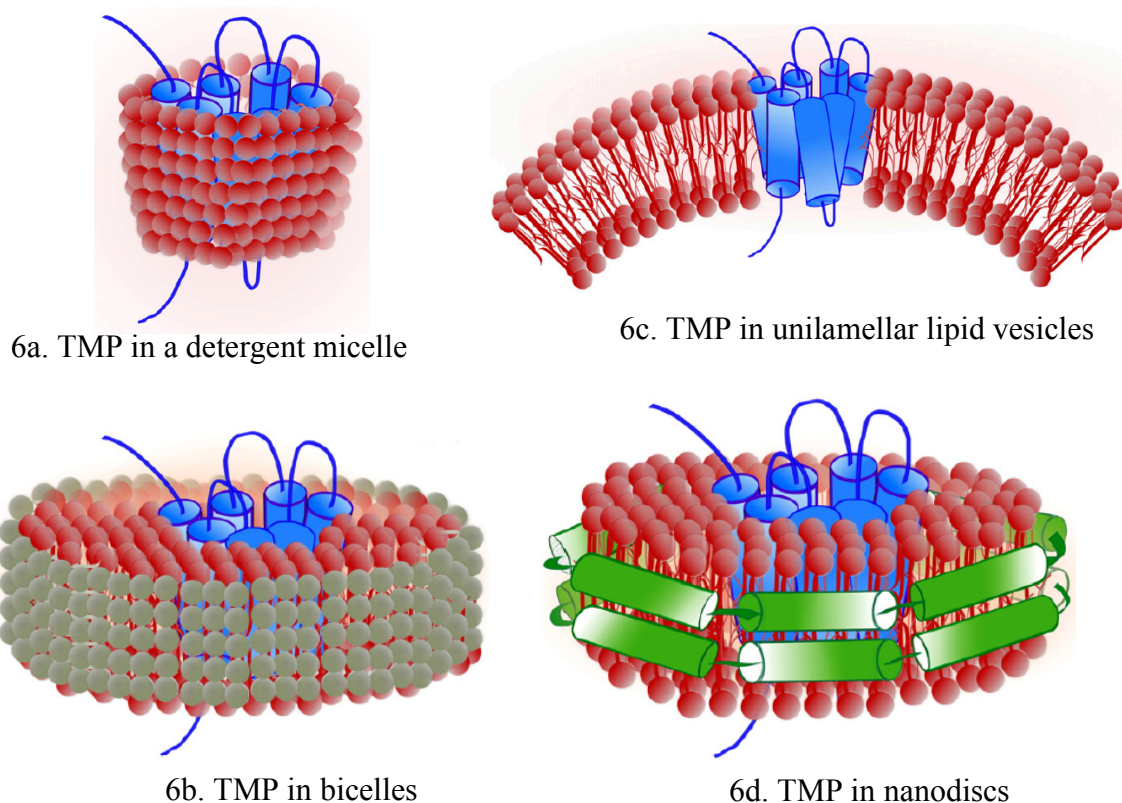 6a. TMP in a detergent micelle
6c. TMP in unilamellar lipid vesicles
6b. TMP in bicelles
6d. TMP in nanodiscs